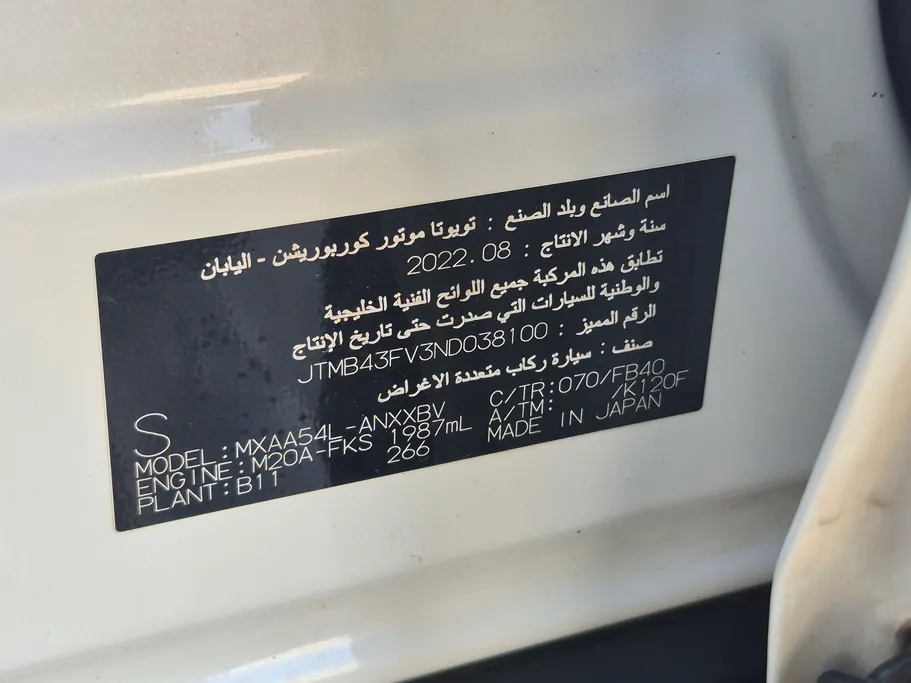 اسم الصانع وبلد الصنع : تويوتا موتور كوربوريشن - اليابان
سنة وشهر الانتاج : 2022.08
تطابق هذه المركبة جميع اللوائح الفنية الخليجية
والوطنية للسيارات التي صدرت حتى تاريخ الإنتاج
الرقم المميز : JTMB43FV3ND038100
صنف : سيارة ركاب متعددة الاغراض
S
MODEL:MXAA54L-ANXXBV C/TR:070/FB40
ENGINE:M20A-FKS 1987mL A/TM: /K120F
PLANT:B11 266 MADE IN JAPAN